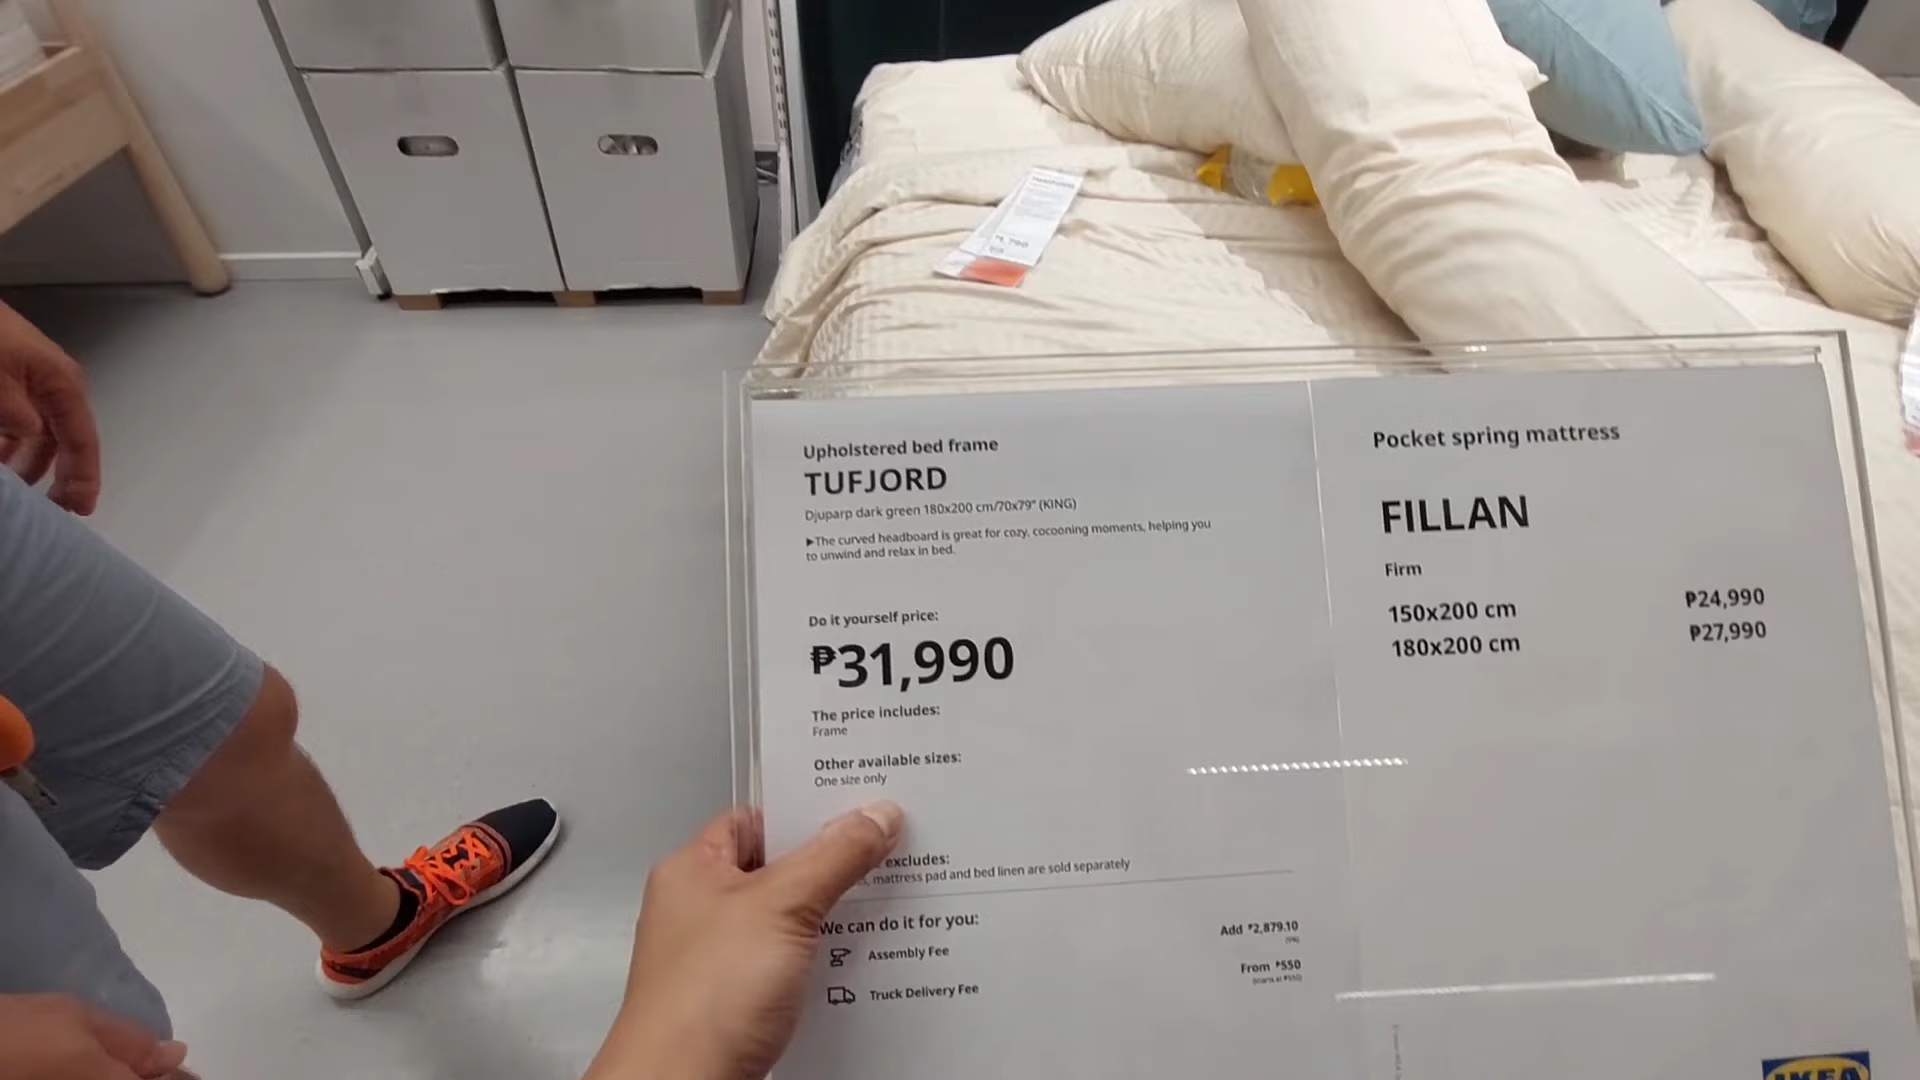 Upholstered bed frame
TUFJORD
Djuparp dark green 180x200 cm/70x79" (KING)
►The curved headboard is great for cozy, cocooning moments, helping you
to unwind and relax in bed.
Do it yourself price:
₱31,990
The price includes:
Frame
Other available sizes:
One size only
excludes:
mattress pad and bed linen are sold separately
We can do it for you:
Assembly Fee
Add ₱2,879.10
Truck Delivery Fee
From ₱550
Pocket spring mattress
FILLAN
Firm
150x200 cm ₱24,990
180x200 cm ₱27,990
IKEA